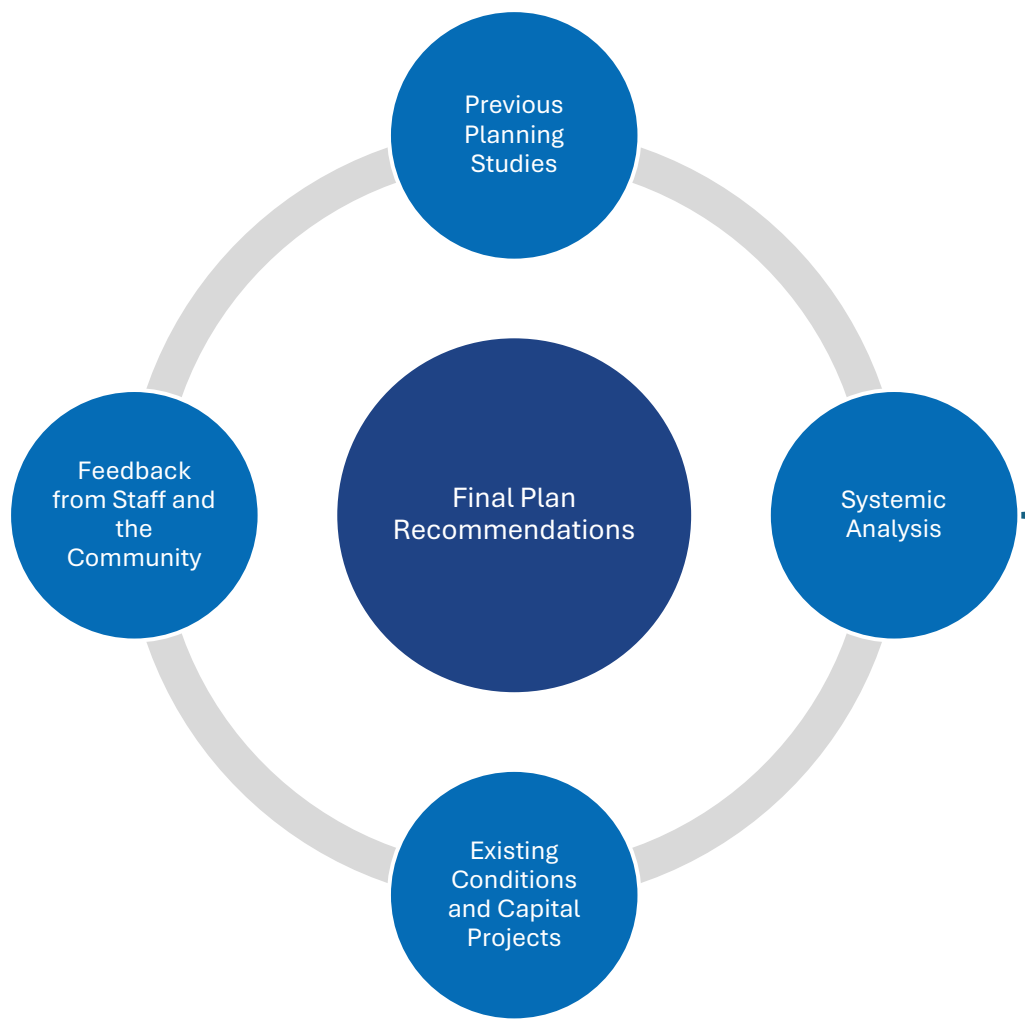 Previous
Planning
Studies
Feedback
from Staff and
the
Community
Final Plan
Recommendations
Systemic
Analysis
Existing
Conditions
and Capital
Projects